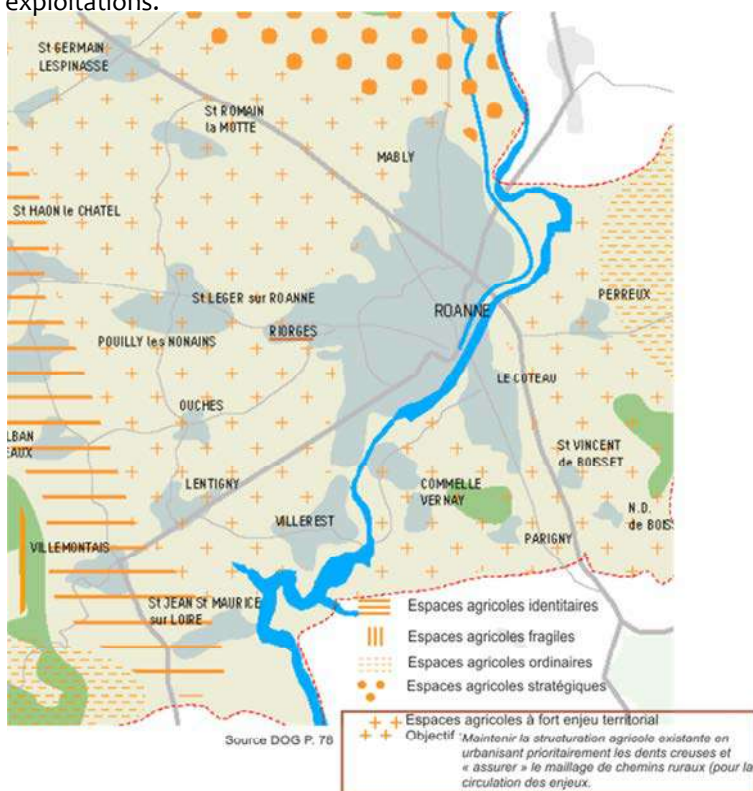 exploitations.
St GERMAIN
LESPINASSE
St ROMAIN
la MOTTE
MABLY
St HAON le CHATEL
St LEGER sur ROANNE
RIORGES
ROANNE
PERREUX
POUILLY les NONAINS
LE COTEAU
OUCHES
LBAN
EAUX
St VINCENT
de BOISSET
LENTIGNY
COMMELLE
VERNAY
VILLEREST
N.D.
de BOIS
PARIGNY
VILLEMONTAIS
St JEAN St MAURICE
sur LOIRE
Espaces agricoles identitaires
Espaces agricoles fragiles
Espaces agricoles ordinaires
Espaces agricoles stratégiques
Espaces agricoles à fort enjeu territorial
Source DOG P. 78
Objectif : Maintenir la structuration agricole existante en
urbanisant prioritairement les dents creuses et
« assurer » le maillage de chemins ruraux (pour la
circulation des enjeux.